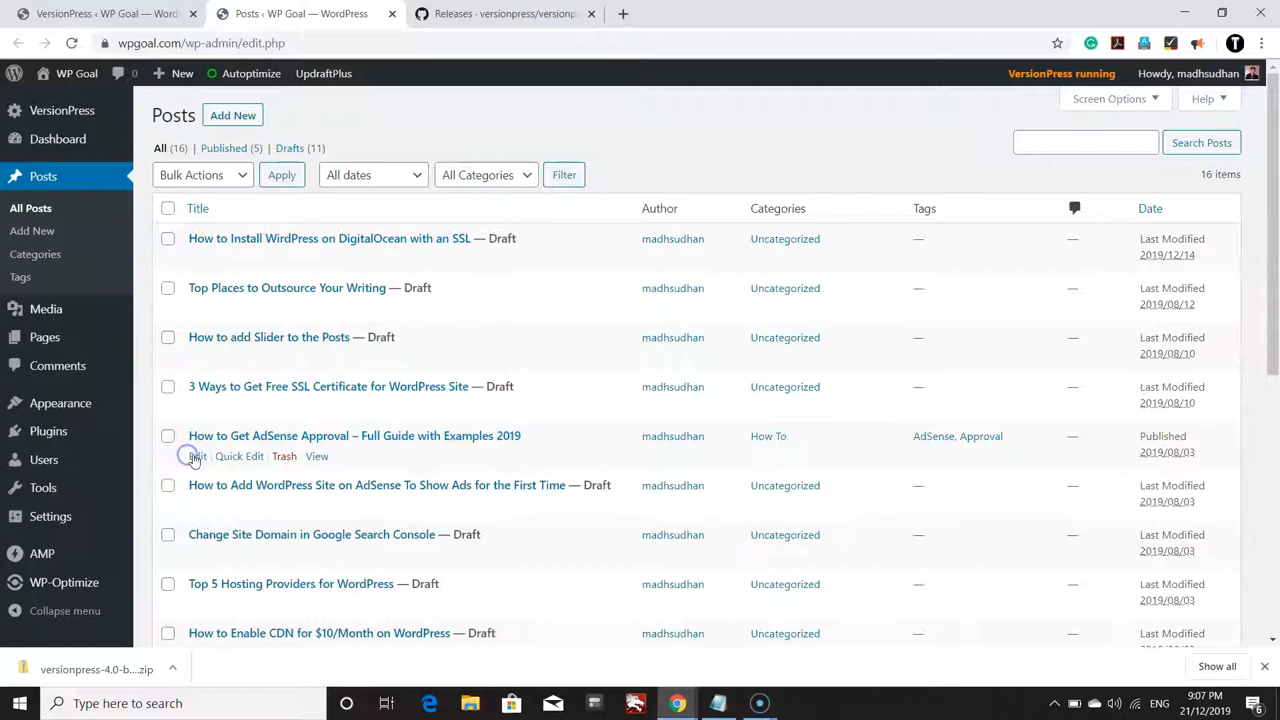 VersionPress ‹ WP Goal — Word
Posts ‹ WP Goal — WordPress
Releases · versionpress/versionpr
wpgoal.com/wp-admin/edit.php
WP Goal 0 New Autoptimize UpdraftPlus VersionPress running Howdy, madhsudhan
VersionPress
Dashboard
Posts
All Posts
Add New
Categories
Tags
Media
Pages
Comments
Appearance
Plugins
Users
Tools
Settings
AMP
WP-Optimize
Collapse menu
Screen Options Help
Posts Add New
All (16) | Published (5) | Drafts (11)
Search Posts
Bulk Actions Apply All dates All Categories Filter 16 items
Title Author Categories Tags Date
How to Install WirdPress on DigitalOcean with an SSL — Draft madhsudhan Uncategorized — — Last Modified
2019/12/14
Top Places to Outsource Your Writing — Draft madhsudhan Uncategorized — — Last Modified
2019/08/12
How to add Slider to the Posts — Draft madhsudhan Uncategorized — — Last Modified
2019/08/10
3 Ways to Get Free SSL Certificate for WordPress Site — Draft madhsudhan Uncategorized — — Last Modified
2019/08/10
How to Get AdSense Approval – Full Guide with Examples 2019 madhsudhan How To AdSense, Approval — Published
Edit | Quick Edit | Trash | View 2019/08/03
How to Add WordPress Site on AdSense To Show Ads for the First Time — Draft madhsudhan Uncategorized — — Last Modified
2019/08/03
Change Site Domain in Google Search Console — Draft madhsudhan Uncategorized — — Last Modified
2019/08/03
Top 5 Hosting Providers for WordPress — Draft madhsudhan Uncategorized — — Last Modified
2019/08/03
How to Enable CDN for $10/Month on WordPress — Draft madhsudhan Uncategorized — — Last Modified
versionpress-4.0-b....zip Show all
Type here to search ENG 9:07 PM
21/12/2019 6